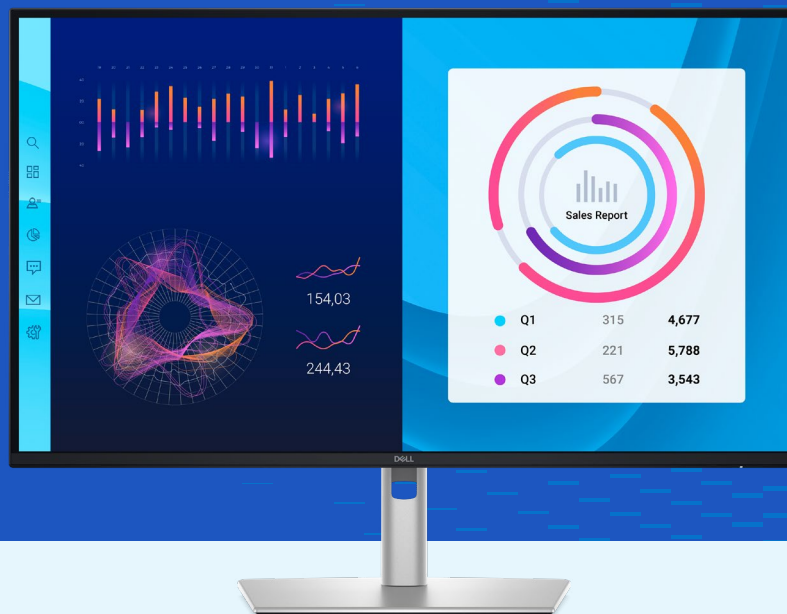 154,03
244,43
Sales Report
Q1 315 4,677
Q2 221 5,788
Q3 567 3,543
DELL